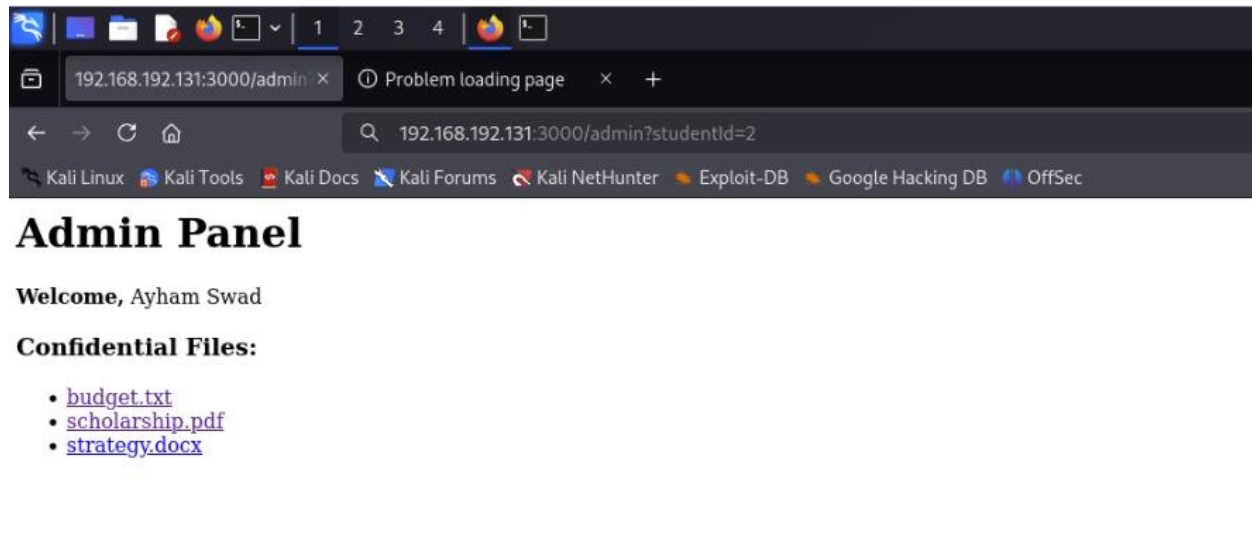 1 2 3 4
192.168.192.131:3000/admin
Problem loading page
192.168.192.131:3000/admin?studentId=2
Kali Linux Kali Tools Kali Docs Kali Forums Kali NetHunter Exploit-DB Google Hacking DB OffSec
Admin Panel
Welcome, Ayham Swad
Confidential Files:
budget.txt
scholarship.pdf
strategy.docx